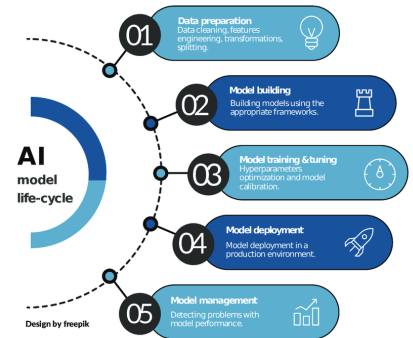 AI
model
life-cycle
01
Data preparation
Data cleaning, features
engineering, transformations,
splitting.
02
Model building
Building models using the
appropriate frameworks.
03
Model training & tuning
Hyperparameters
optimization and model
calibration.
04
Model deployment
Model deployment in a
production environment.
05
Model management
Detecting problems with
model performance.
Design by freepik